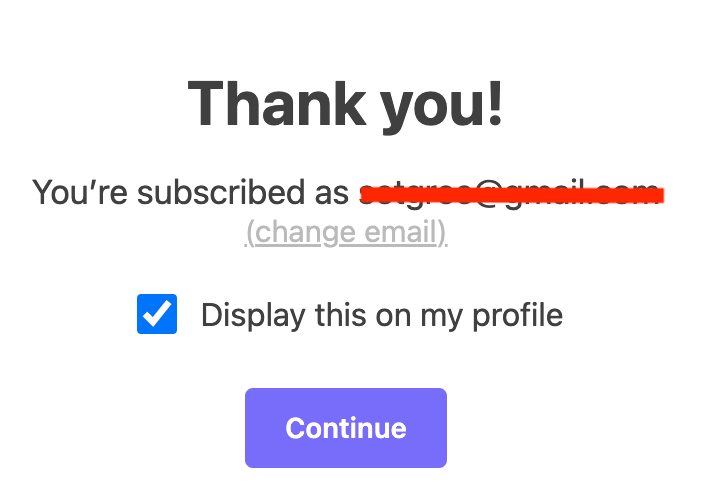 Thank you!
You’re subscribed as
(change email)
Display this on my profile
Continue